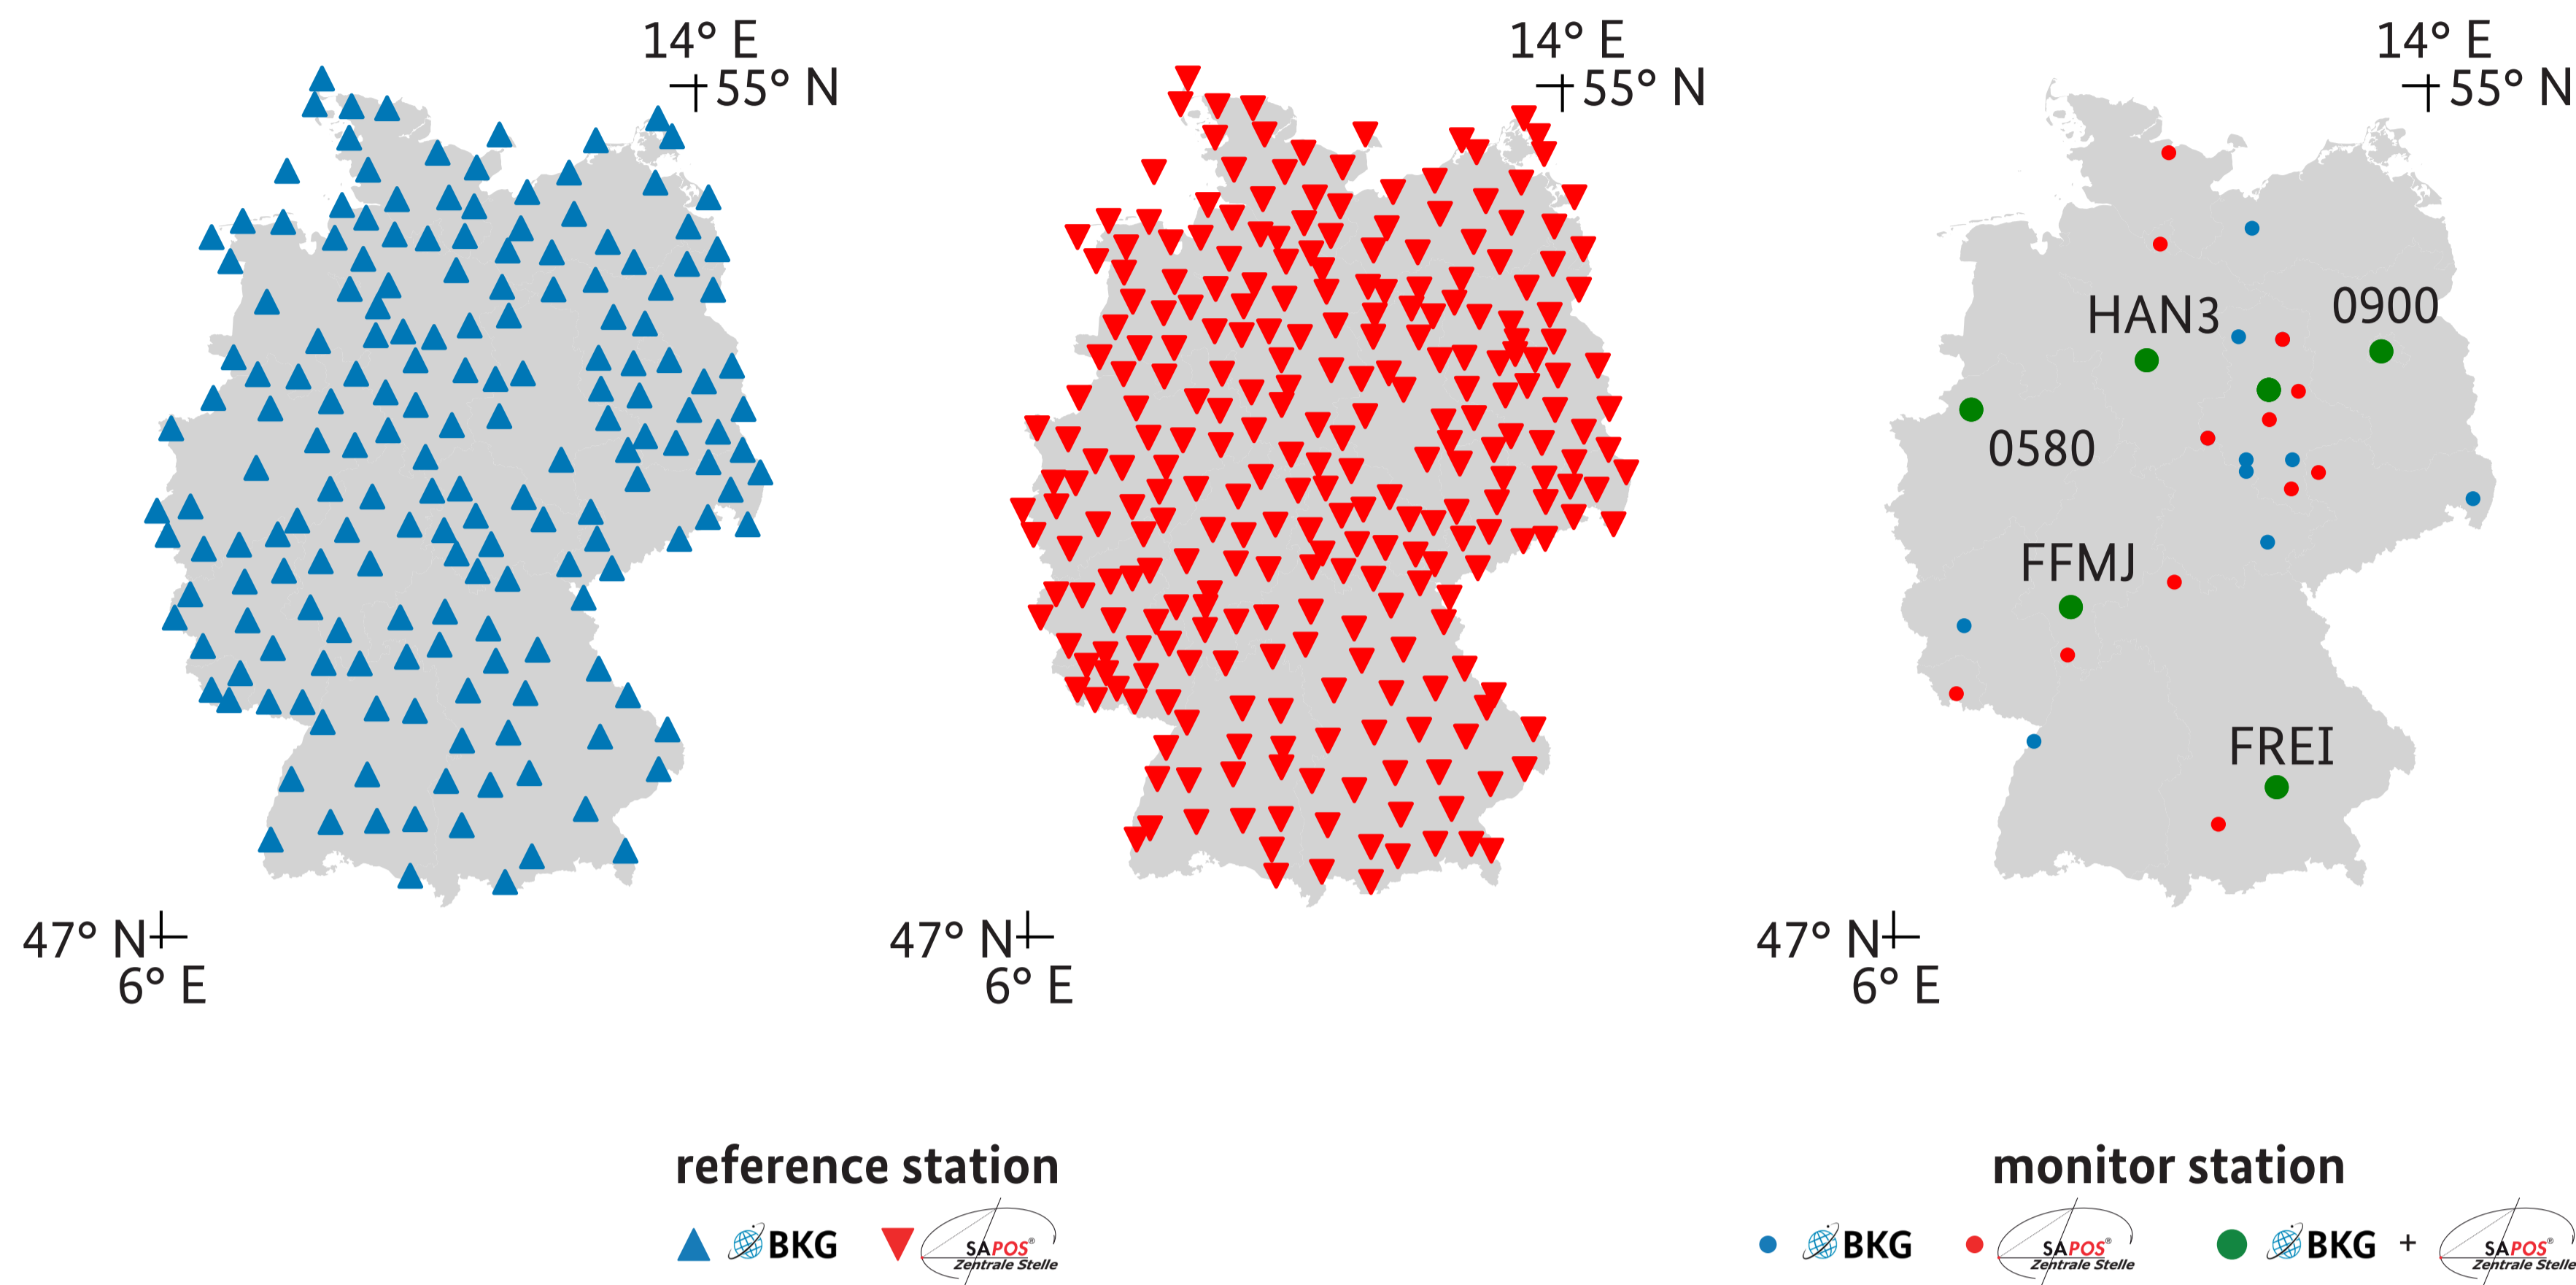 14° E
55° N
47° N
6° E
14° E
55° N
47° N
6° E
14° E
55° N
HAN3
0900
0580
FFMJ
FREI
47° N
6° E
reference station
BKG
SAPOS®
Zentrale Stelle
monitor station
BKG
SAPOS®
Zentrale Stelle
BKG + SAPOS®
Zentrale Stelle